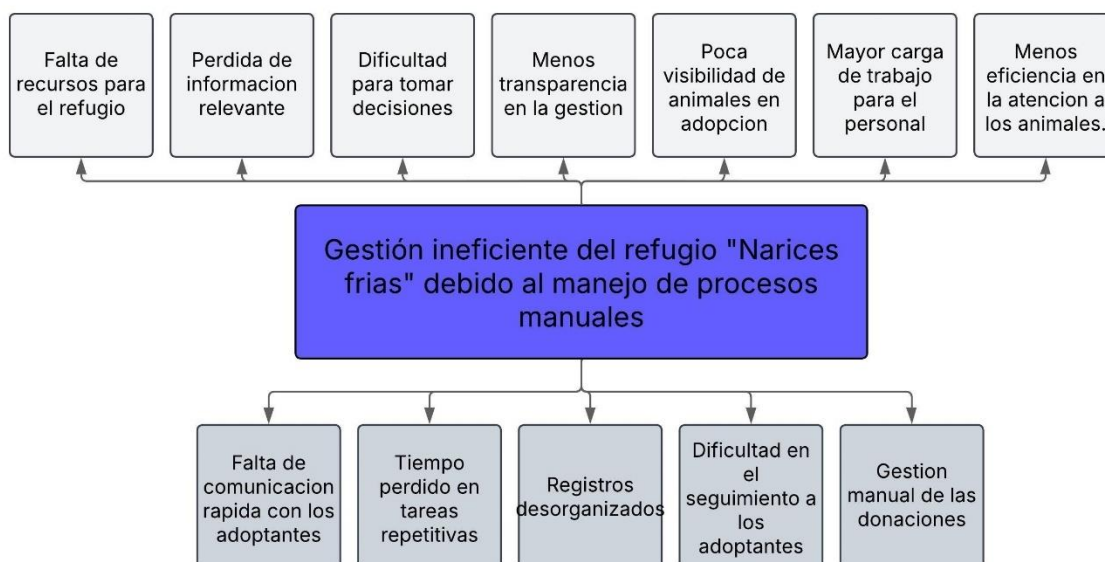 Falta de
recursos para
el refugio
Perdida de
informacion
relevante
Dificultad
para tomar
decisiones
Menos
transparencia
en la gestion
Poca
visibilidad de
animales en
adopcion
Mayor carga
de trabajo
para el
personal
Menos
eficiencia en
la atencion a
los animales.
Gestión ineficiente del refugio "Narices
frias" debido al manejo de procesos
manuales
Falta de
comunicacion
rapida con los
adoptantes
Tiempo
perdido en
tareas
repetitivas
Registros
desorganizados
Dificultad en
el
seguimiento a
los
adoptantes
Gestion
manual de las
donaciones